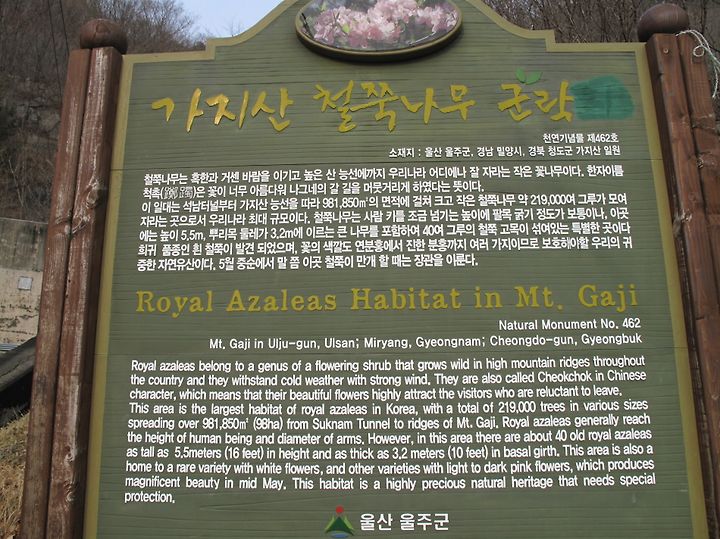 가지산 철쭉나무 군락
천연기념물 제462호
소재지 : 울산 울주군, 경남 밀양시, 경북 청도군 가지산 일원
철쭉나무는 혹한과 거센 바람을 이기고 높은 산 능선에까지 우리나라 어디에나 잘 자라는 작은 꽃나무이다. 한자이름
척촉(躑躅)은 꽃이 너무 아름다워 나그네의 갈 길을 머뭇거리게 하였다는 뜻이다.
이 일대는 석남터널부터 가지산 능선을 따라 981,850㎡의 면적에 걸쳐 크고 작은 철쭉나무 약 219,000여 그루가 모여
자라는 곳으로서 우리나라 최대 규모이다. 철쭉나무는 사람 키를 조금 넘기는 높이에 팔목 굵기 정도가 보통이나, 이곳
에는 높이 5.5m, 뿌리목 둘레가 3.2m에 이르는 큰 나무를 포함하여 40여 그루의 철쭉 고목이 섞여있는 특별한 곳이다
희귀 품종인 흰 철쭉이 발견 되었으며, 꽃의 색깔도 연분홍에서 진한 분홍까지 여러 가지이므로 보호해야할 우리의 귀
중한 자연유산이다. 5월 중순에서 말 쯤 이곳 철쭉이 만개 할 때는 장관을 이룬다.
Royal Azaleas Habitat in Mt. Gaji
Natural Monument No. 462
Mt. Gaji in Ulju-gun, Ulsan; Miryang, Gyeongnam; Cheongdo-gun, Gyeongbuk
Royal azaleas belong to a genus of a flowering shrub that grows wild in high mountain ridges throughout
the country and they withstand cold weather with strong wind. They are also called Cheokchok in Chinese
character, which means that their beautiful flowers highly attract the visitors who are reluctant to leave.
This area is the largest habitat of royal azaleas in Korea, with a total of 219,000 trees in various sizes
spreading over 981,850㎡ (98ha) from Suknam Tunnel to ridges of Mt. Gaji. Royal azaleas generally reach
the height of human being and diameter of arms. However, in this area there are about 40 old royal azaleas
as tall as 5.5meters (16 feet) in height and as thick as 3.2 meters (10 feet) in basal girth. This area is also a
home to a rare variety with white flowers, and other varieties with light to dark pink flowers, which produces
magnificent beauty in mid May. This habitat is a highly precious natural heritage that needs special
protection.
울산 울주군